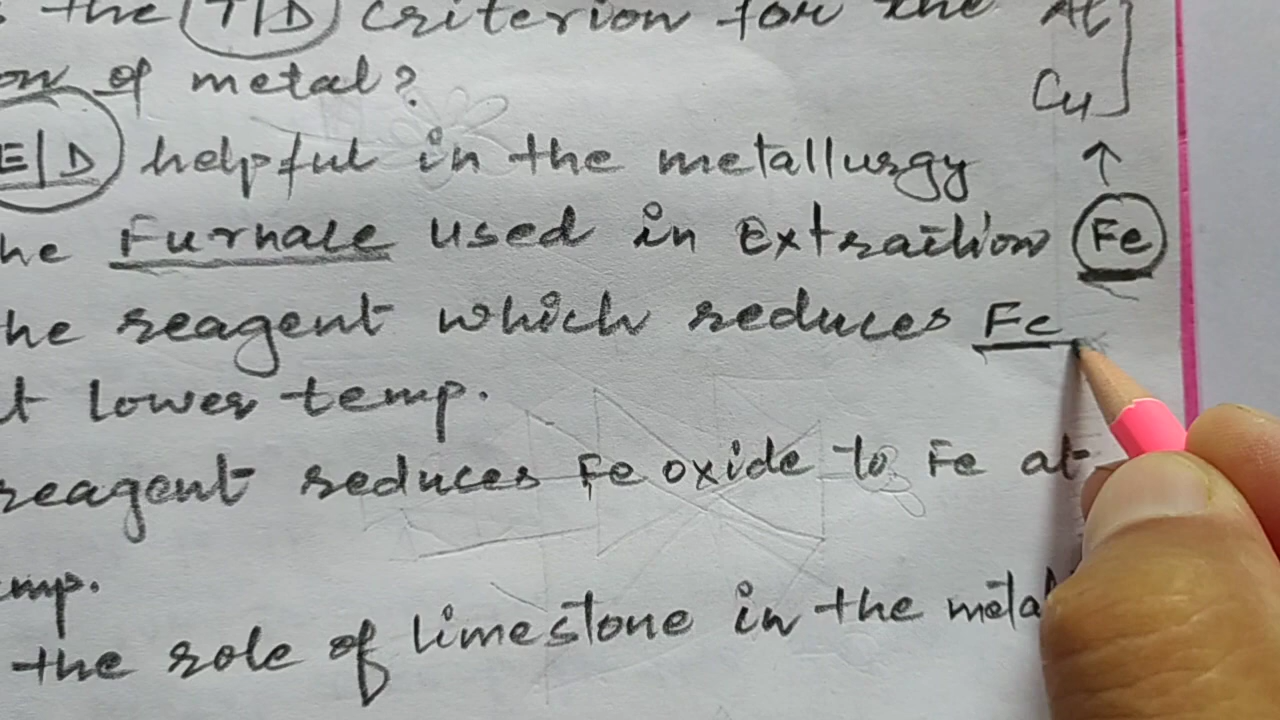 the T|D criterion for the Al
of metal? Cu
E|D helpful in the metallurgy
he Furnace used in Extraction Fe
he reagent which reduces Fe
t lower temp.
reagent reduces Fe oxide to Fe at
emp.
the role of limestone in the metal